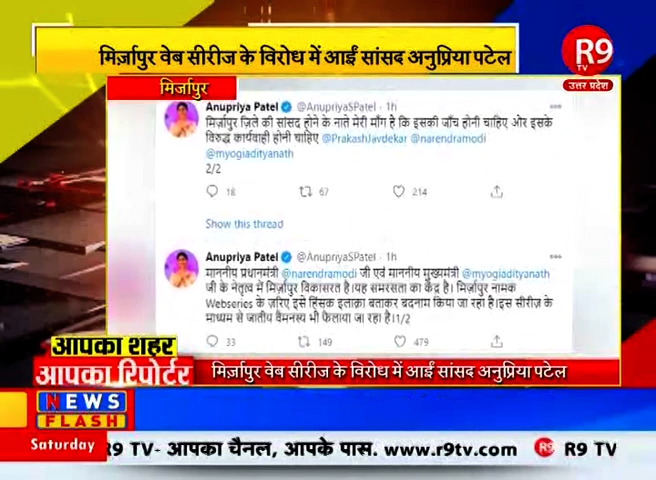 मिर्ज़ापुर वेब सीरीज के विरोध में आईं सांसद अनुप्रिया पटेल
R9
TV
उत्तर प्रदेश
मिर्जापुर
Anupriya Patel @AnupriyaSPatel · 1h
मिर्ज़ापुर ज़िले की सांसद होने के नाते मेरी माँग है कि इसकी जाँच होनी चाहिए ओर इसके
विरुद्ध कार्यवाही होनी चाहिए @PrakashJavdekar @narendramodi
@myogiadityanath
2/2
18 67 214
Show this thread
Anupriya Patel @AnupriyaSPatel · 1h
माननीय प्रधानमंत्री @narendramodi जी एवं माननीय मुख्यमंत्री @myogiadityanath
जी के नेतृत्व में मिर्ज़ापुर विकासरत है।यह समरसता का केंद्र है। मिर्ज़ापुर नामक
Webseries के ज़रिए इसे हिंसक इलाक़ा बताकर बदनाम किया जा रहा है।इस सीरीज़ के
माध्यम से जातीय वैमनस्य भी फैलाया जा रहा है।1/2
33 149 479
आपका शहर
आपका रिपोर्टर
मिर्ज़ापुर वेब सीरीज के विरोध में आईं सांसद अनुप्रिया पटेल
NEWS
FLASH
Saturday R9 TV- आपका चैनल, आपके पास. www.r9tv.com R9 R9 TV